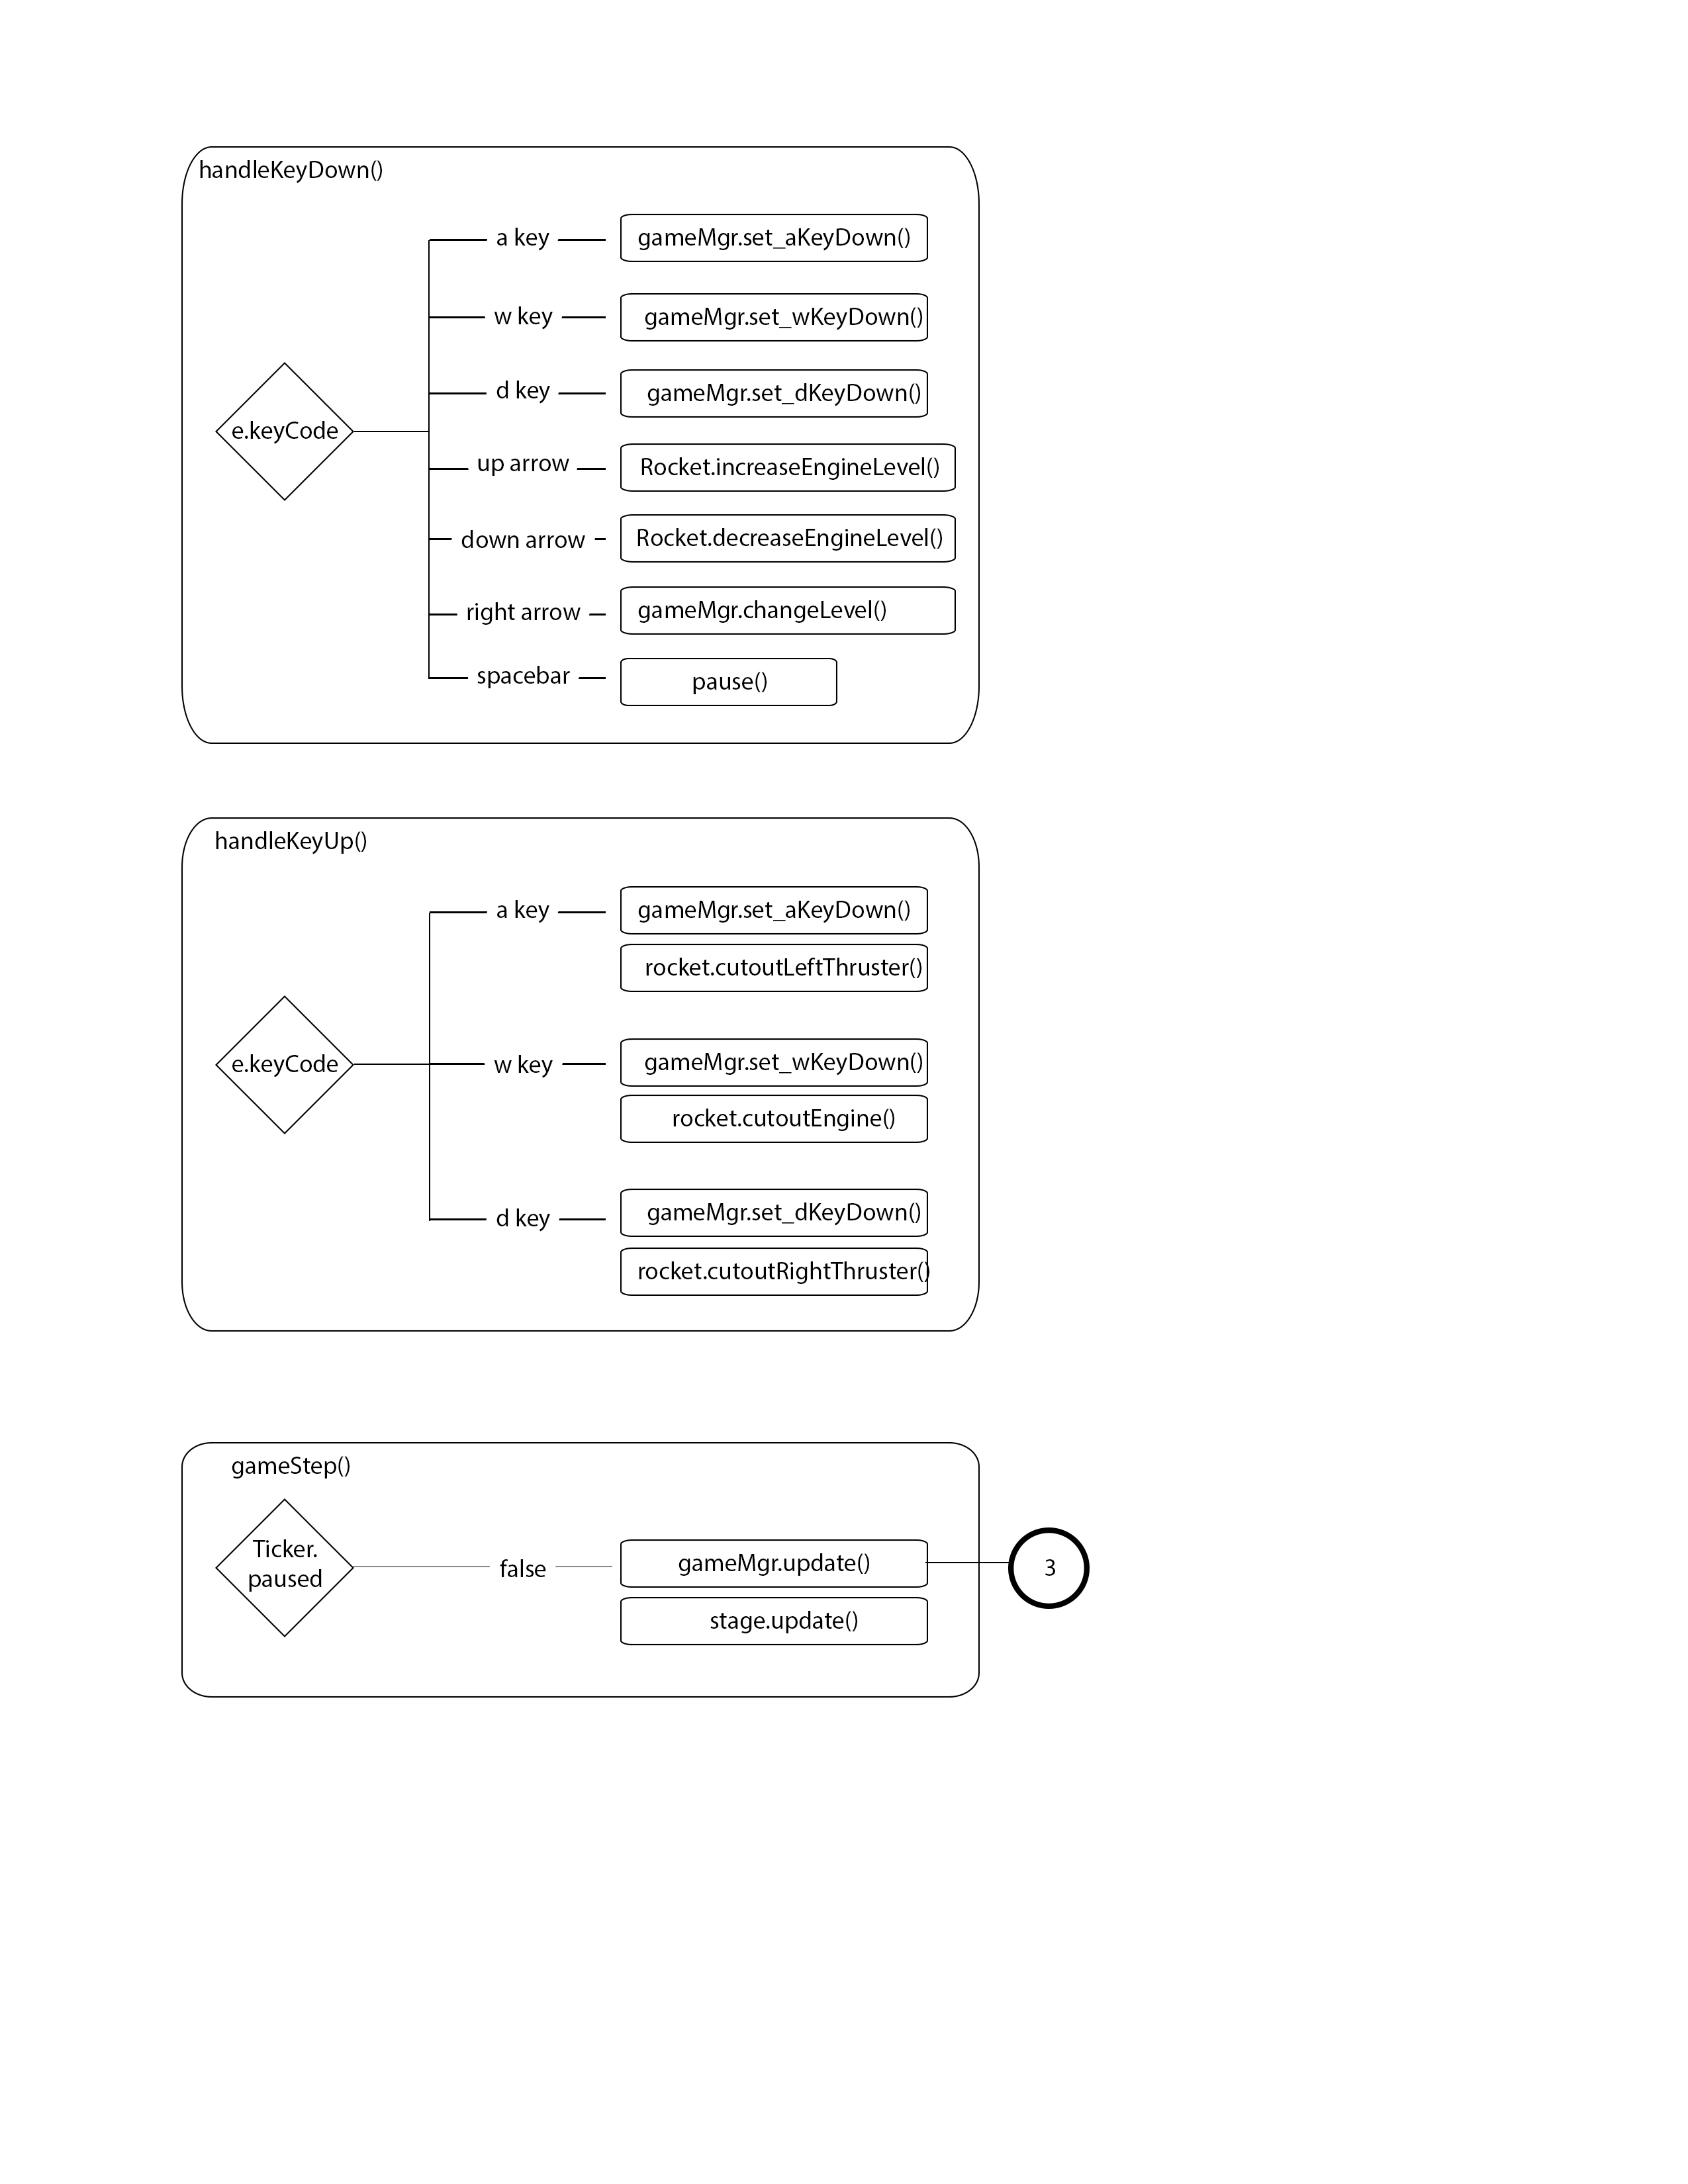 handleKeyDown()
a key
gameMgr.set_aKeyDown()
w key
gameMgr.set_wKeyDown()
d key
gameMgr.set_dKeyDown()
e.keyCode
up arrow
Rocket.increaseEngineLevel()
down arrow
Rocket.decreaseEngineLevel()
right arrow
gameMgr.changeLevel()
spacebar
pause()
handleKeyUp()
a key
gameMgr.set_aKeyDown()
rocket.cutoutLeftThruster()
e.keyCode
w key
gameMgr.set_wKeyDown()
rocket.cutoutEngine()
d key
gameMgr.set_dKeyDown()
rocket.cutoutRightThruster()
gameStep()
Ticker.
paused
false
gameMgr.update()
3
stage.update()